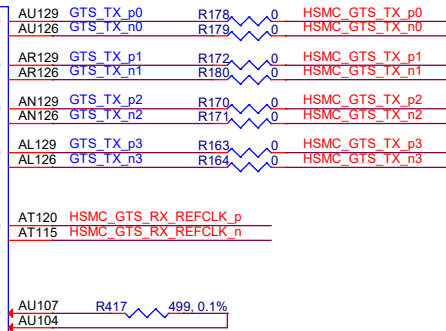 AU129 GTS_TX_p0 R178 0 HSMC_GTS_TX_p0
AU126 GTS_TX_n0 R179 0 HSMC_GTS_TX_n0
AR129 GTS_TX_p1 R172 0 HSMC_GTS_TX_p1
AR126 GTS_TX_n1 R180 0 HSMC_GTS_TX_n1
AN129 GTS_TX_p2 R170 0 HSMC_GTS_TX_p2
AN126 GTS_TX_n2 R171 0 HSMC_GTS_TX_n2
AL129 GTS_TX_p3 R163 0 HSMC_GTS_TX_p3
AL126 GTS_TX_n3 R164 0 HSMC_GTS_TX_n3
AT120 HSMC_GTS_RX_REFCLK_p
AT115 HSMC_GTS_RX_REFCLK_n
AU107 R417 499, 0.1%
AU104